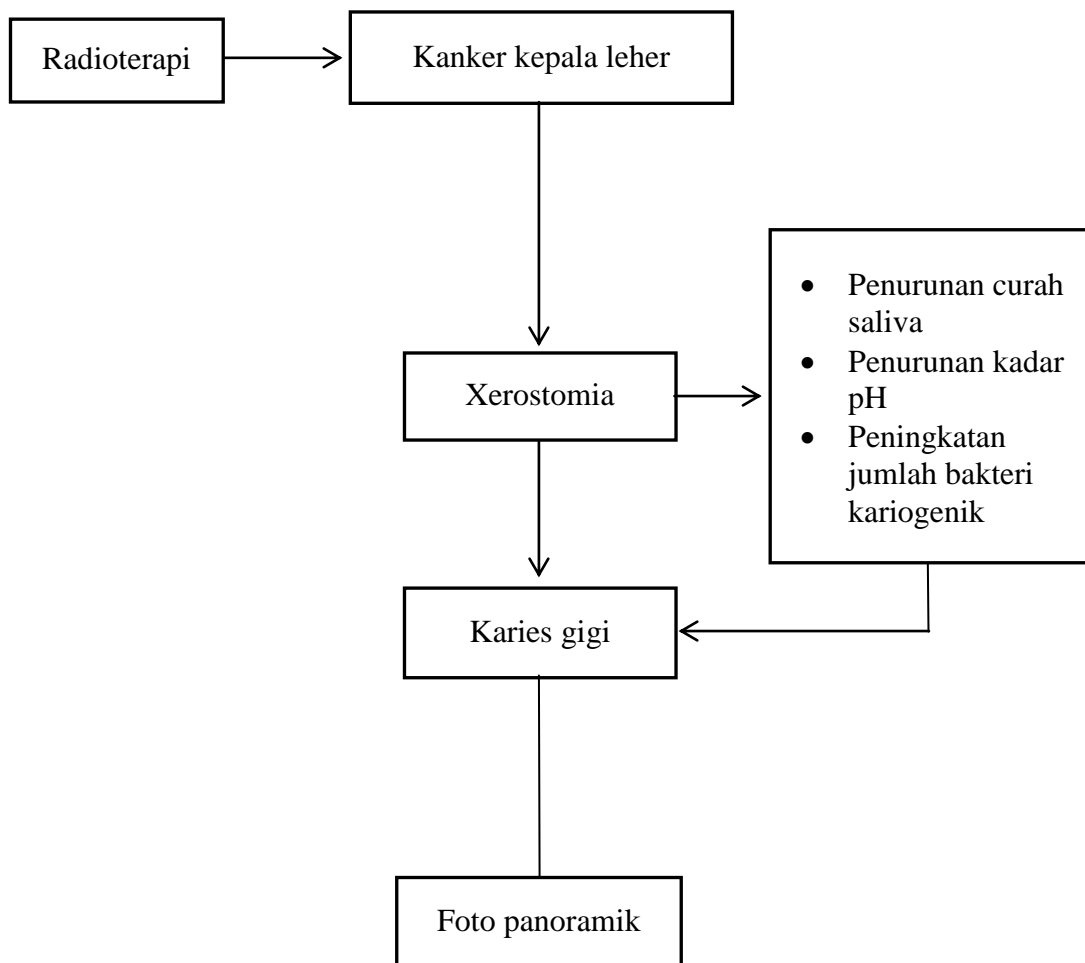 Radioterapi
Kanker kepala leher
Xerostomia
• Penurunan curah
saliva
• Penurunan kadar
pH
• Peningkatan
jumlah bakteri
kariogenik
Karies gigi
Foto panoramik